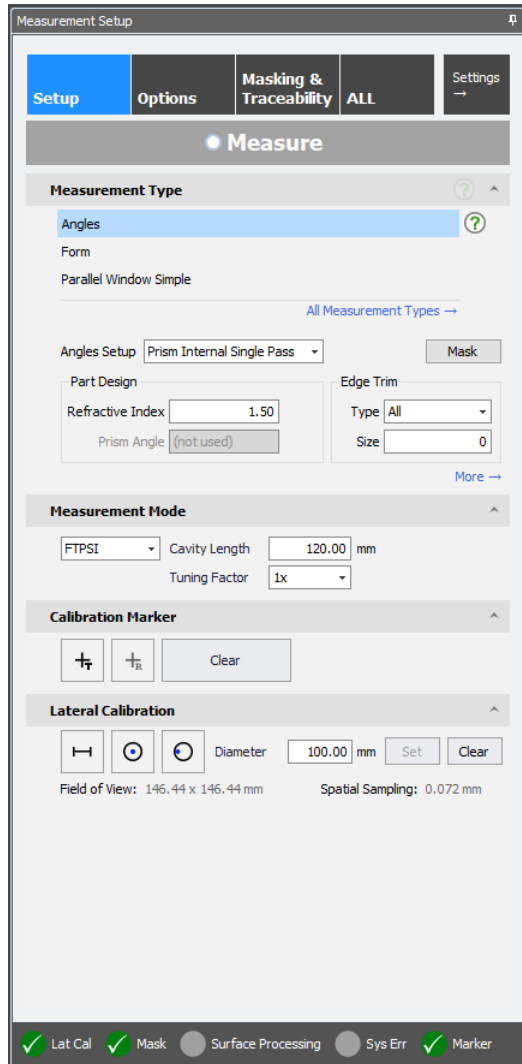 Measurement Setup
Setup
Options
Masking &
Traceability
ALL
Settings
→
Measure
Measurement Type
?
Angles
?
Form
Parallel Window Simple
All Measurement Types →
Angles Setup Prism Internal Single Pass
Mask
Part Design
Edge Trim
Refractive Index 1.50
Type All
Prism Angle (not used)
Size 0
More →
Measurement Mode
FTPSI Cavity Length 120.00 mm
Tuning Factor 1x
Calibration Marker
T R Clear
Lateral Calibration
Diameter 100.00 mm Set Clear
Field of View: 146.44 x 146.44 mm Spatial Sampling: 0.072 mm
Lat Cal Mask Surface Processing Sys Err Marker